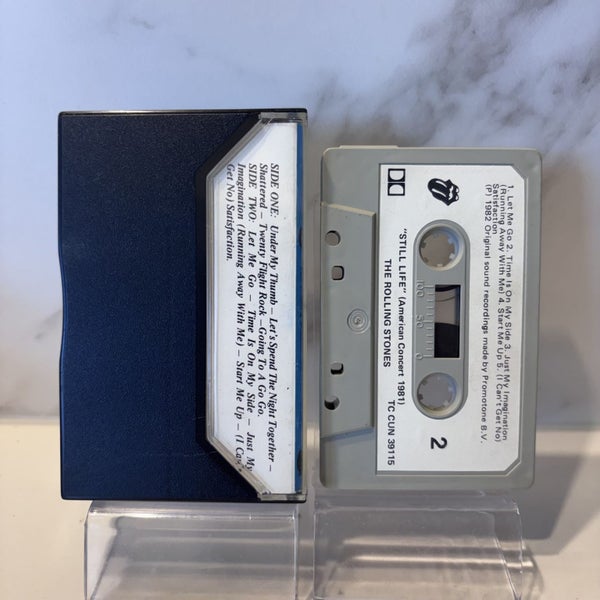 SIDE ONE: Under My Thumb – Let's Spend The Night Together –
Shattered – Twenty Flight Rock – Going To A Go Go.
SIDE TWO: Let Me Go – Time Is On My Side – Just My
Imagination (Running Away With Me) – Start Me Up – (I Can't
Get No) Satisfaction.
1. Let Me Go 2. Time Is On My Side 3. Just My Imagination
(Running Away With Me) 4. Start Me Up 5. (I Can't Get No)
Satisfaction
(P) 1982 Original sound recordings made by Promotone B.V.
100 50 0
2
"STILL LIFE" (American Concert 1981)
THE ROLLING STONES
TC CUN 39115